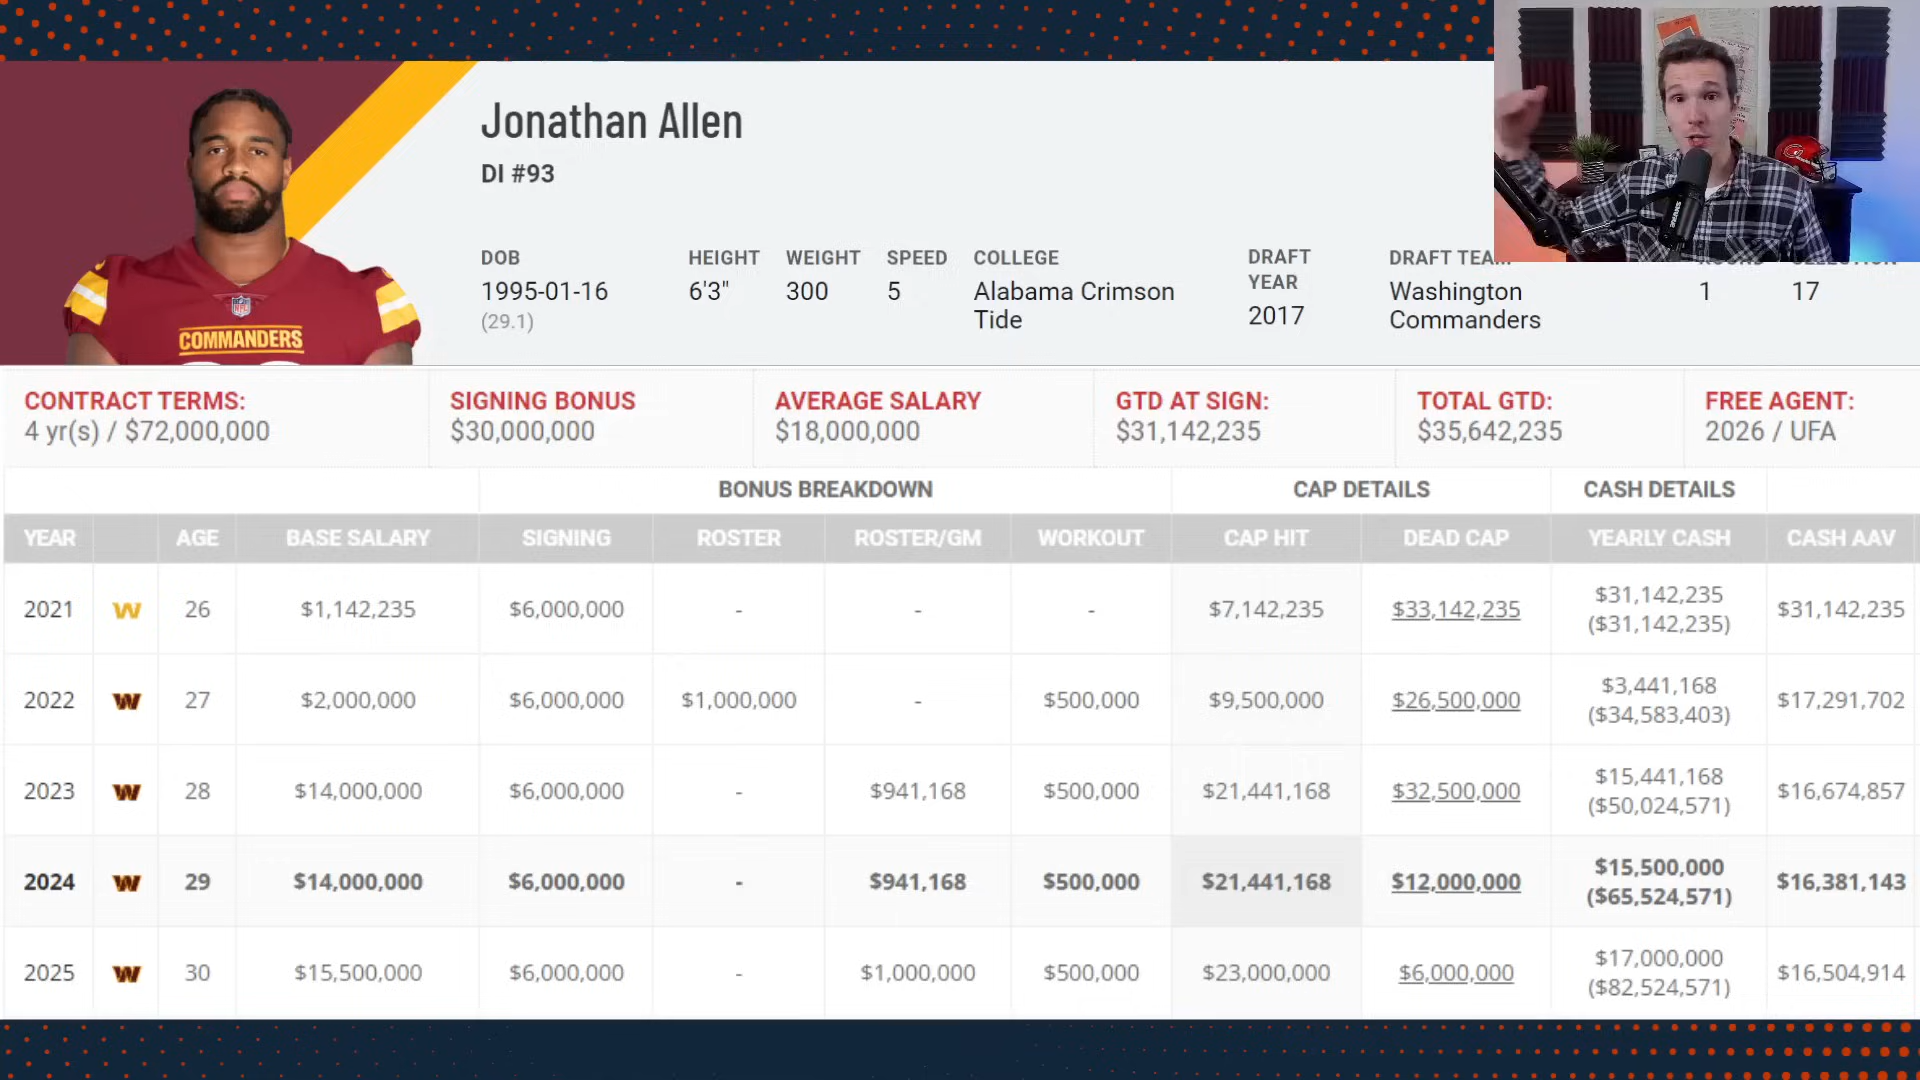 Jonathan Allen
DI #93
DOB
1995-01-16
(29.1)
HEIGHT
6'3"
WEIGHT
300
SPEED
5
COLLEGE
Alabama Crimson
Tide
DRAFT
YEAR
2017
DRAFT TEAM
Washington
Commanders
1
17
COMMANDERS
CONTRACT TERMS:
4 yr(s) / $72,000,000
SIGNING BONUS
$30,000,000
AVERAGE SALARY
$18,000,000
GTD AT SIGN:
$31,142,235
TOTAL GTD:
$35,642,235
FREE AGENT:
2026 / UFA
BONUS BREAKDOWN CAP DETAILS CASH DETAILS
YEAR AGE BASE SALARY SIGNING ROSTER ROSTER/GM WORKOUT CAP HIT DEAD CAP YEARLY CASH CASH AAV
2021 W 26 $1,142,235 $6,000,000 - - - $7,142,235 $33,142,235 $31,142,235 $31,142,235
($31,142,235)
2022 W 27 $2,000,000 $6,000,000 $1,000,000 - $500,000 $9,500,000 $26,500,000 $3,441,168 $17,291,702
($34,583,403)
2023 W 28 $14,000,000 $6,000,000 - $941,168 $500,000 $21,441,168 $32,500,000 $15,441,168 $16,674,857
($50,024,571)
2024 W 29 $14,000,000 $6,000,000 - $941,168 $500,000 $21,441,168 $12,000,000 $15,500,000 $16,381,143
($65,524,571)
2025 W 30 $15,500,000 $6,000,000 - $1,000,000 $500,000 $23,000,000 $6,000,000 $17,000,000 $16,504,914
($82,524,571)